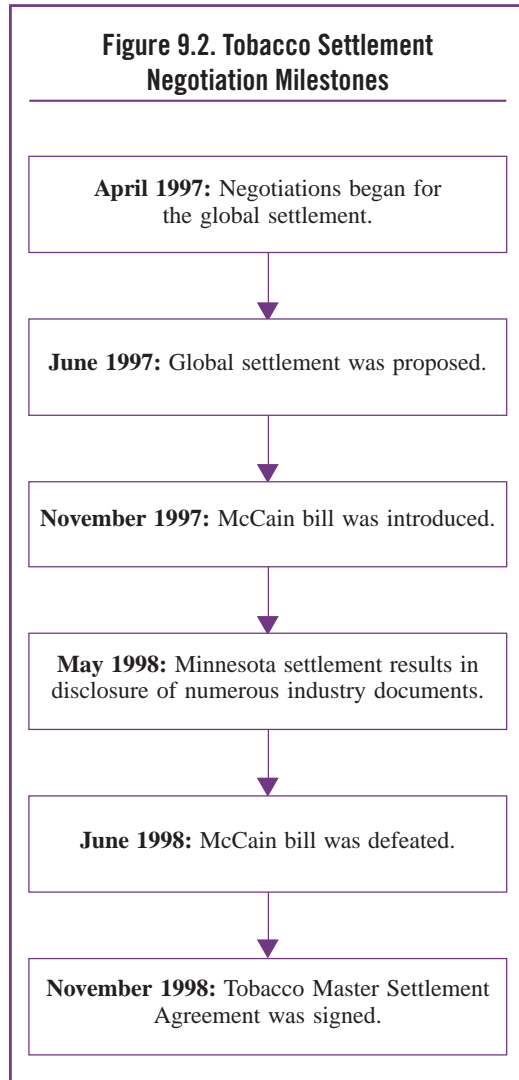 Figure 9.2. Tobacco Settlement
Negotiation Milestones
April 1997: Negotiations began for
the global settlement.
June 1997: Global settlement was proposed.
November 1997: McCain bill was introduced.
May 1998: Minnesota settlement results in
disclosure of numerous industry documents.
June 1998: McCain bill was defeated.
November 1998: Tobacco Master Settlement
Agreement was signed.